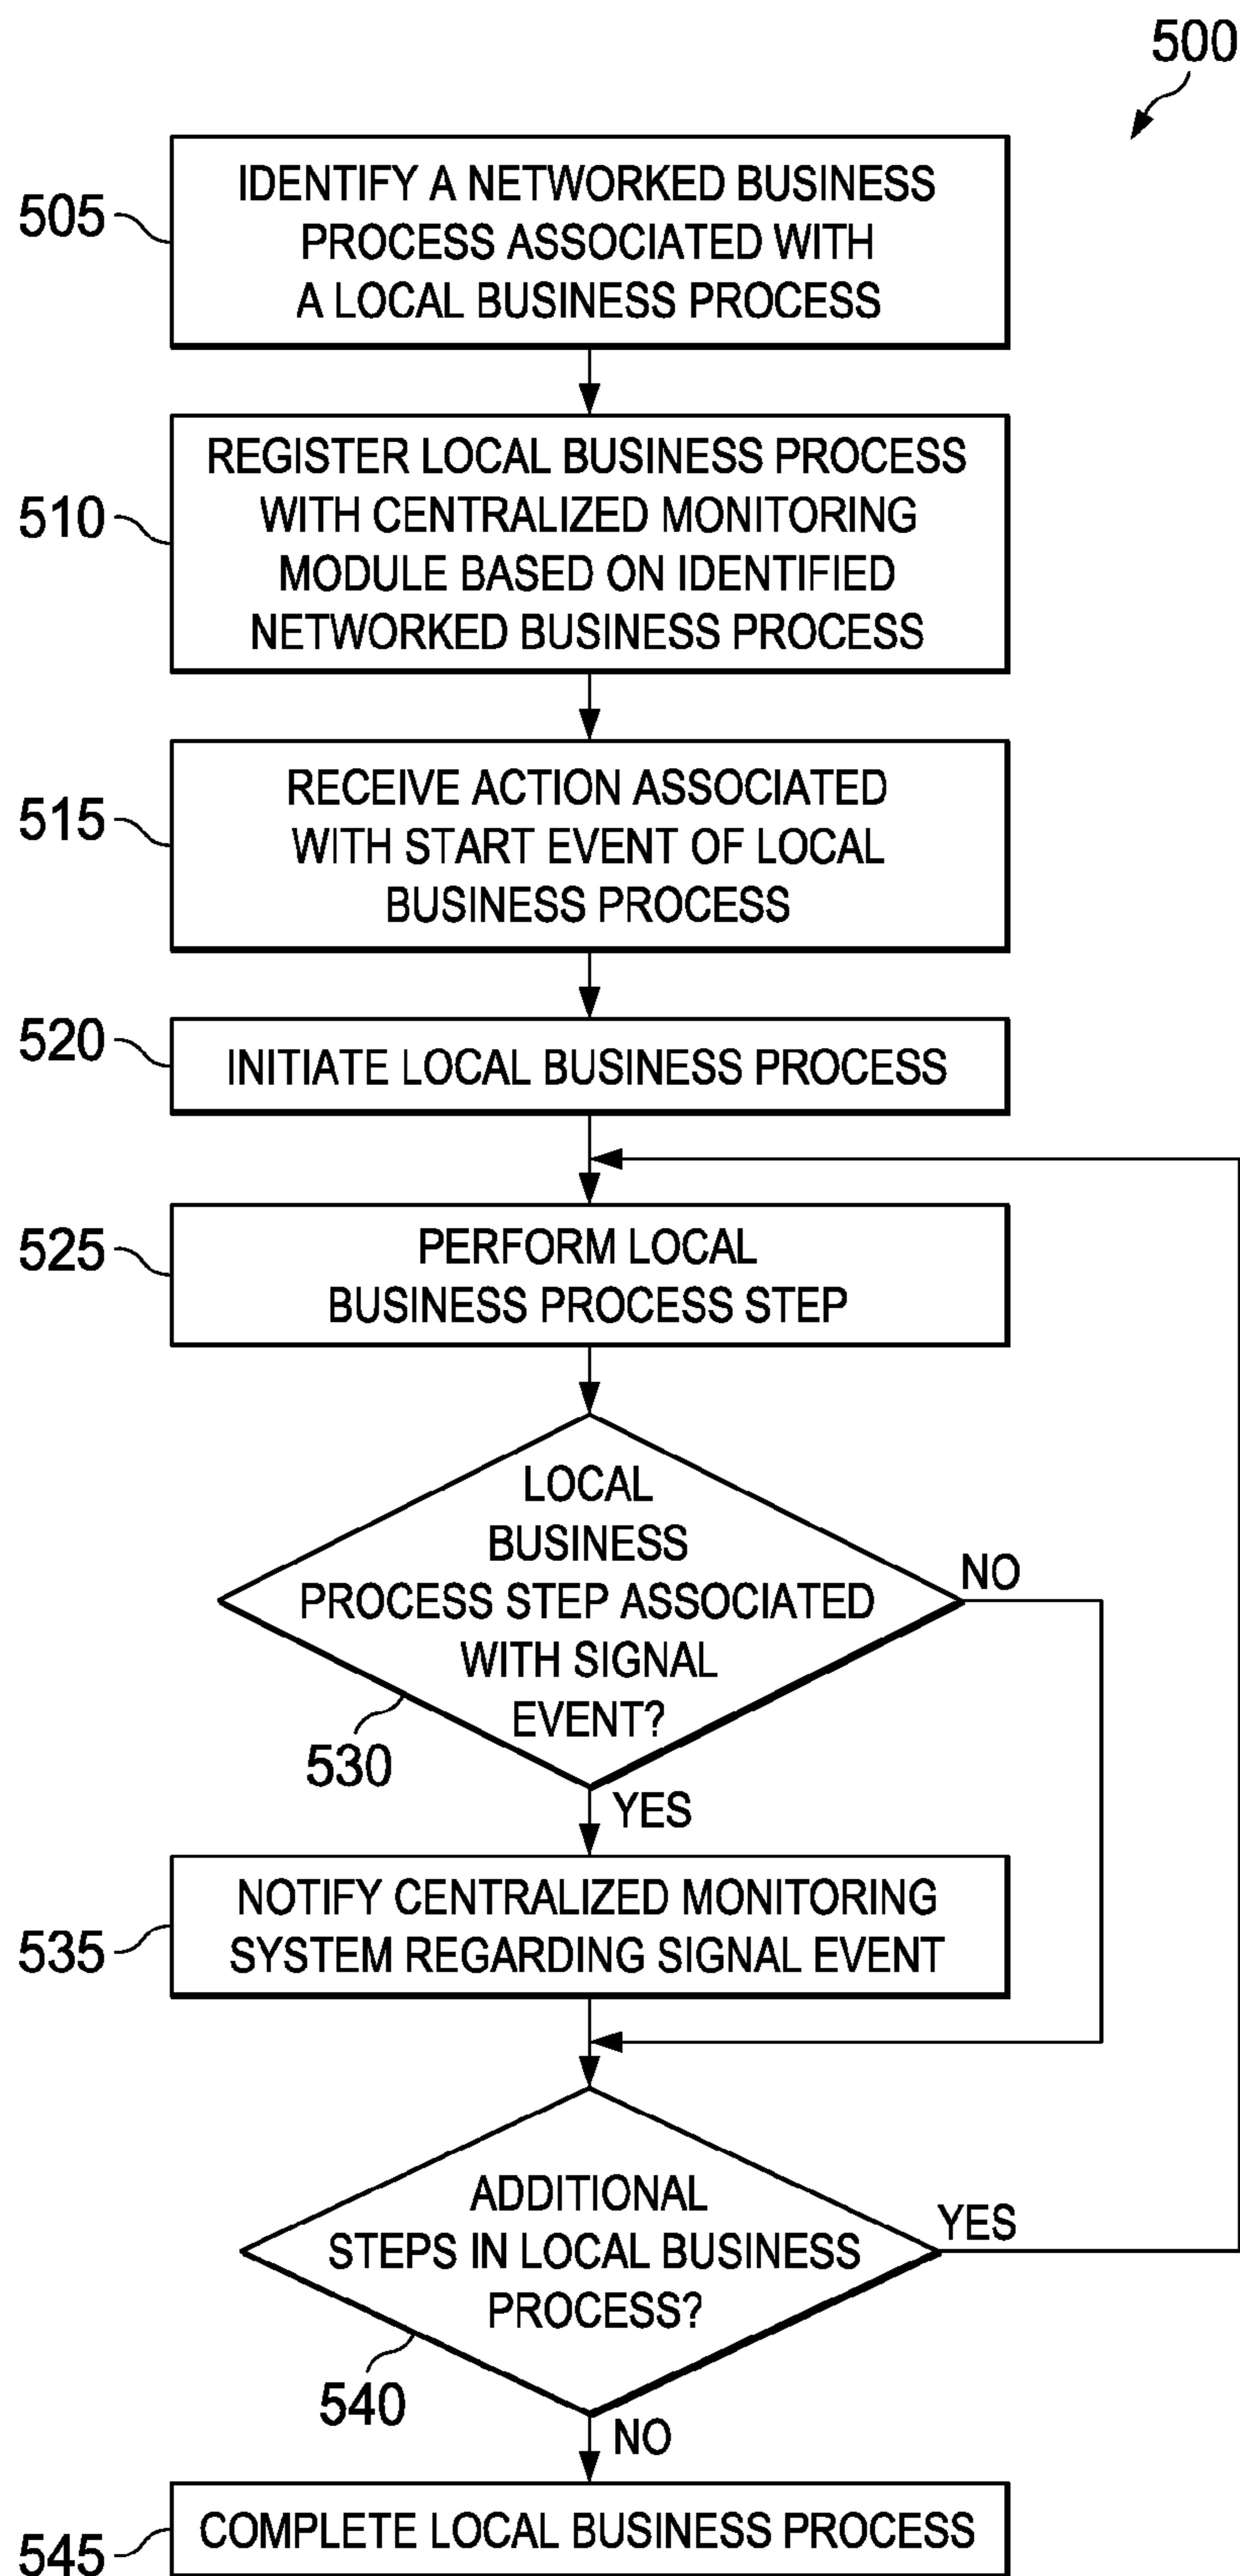 500
505
IDENTIFY A NETWORKED BUSINESS
PROCESS ASSOCIATED WITH
A LOCAL BUSINESS PROCESS
510
REGISTER LOCAL BUSINESS PROCESS
WITH CENTRALIZED MONITORING
MODULE BASED ON IDENTIFIED
NETWORKED BUSINESS PROCESS
515
RECEIVE ACTION ASSOCIATED
WITH START EVENT OF LOCAL
BUSINESS PROCESS
520
INITIATE LOCAL BUSINESS PROCESS
525
PERFORM LOCAL
BUSINESS PROCESS STEP
LOCAL
BUSINESS
PROCESS STEP ASSOCIATED
WITH SIGNAL
EVENT?
NO
530
YES
535
NOTIFY CENTRALIZED MONITORING
SYSTEM REGARDING SIGNAL EVENT
ADDITIONAL
STEPS IN LOCAL BUSINESS
PROCESS?
YES
540
NO
545
COMPLETE LOCAL BUSINESS PROCESS